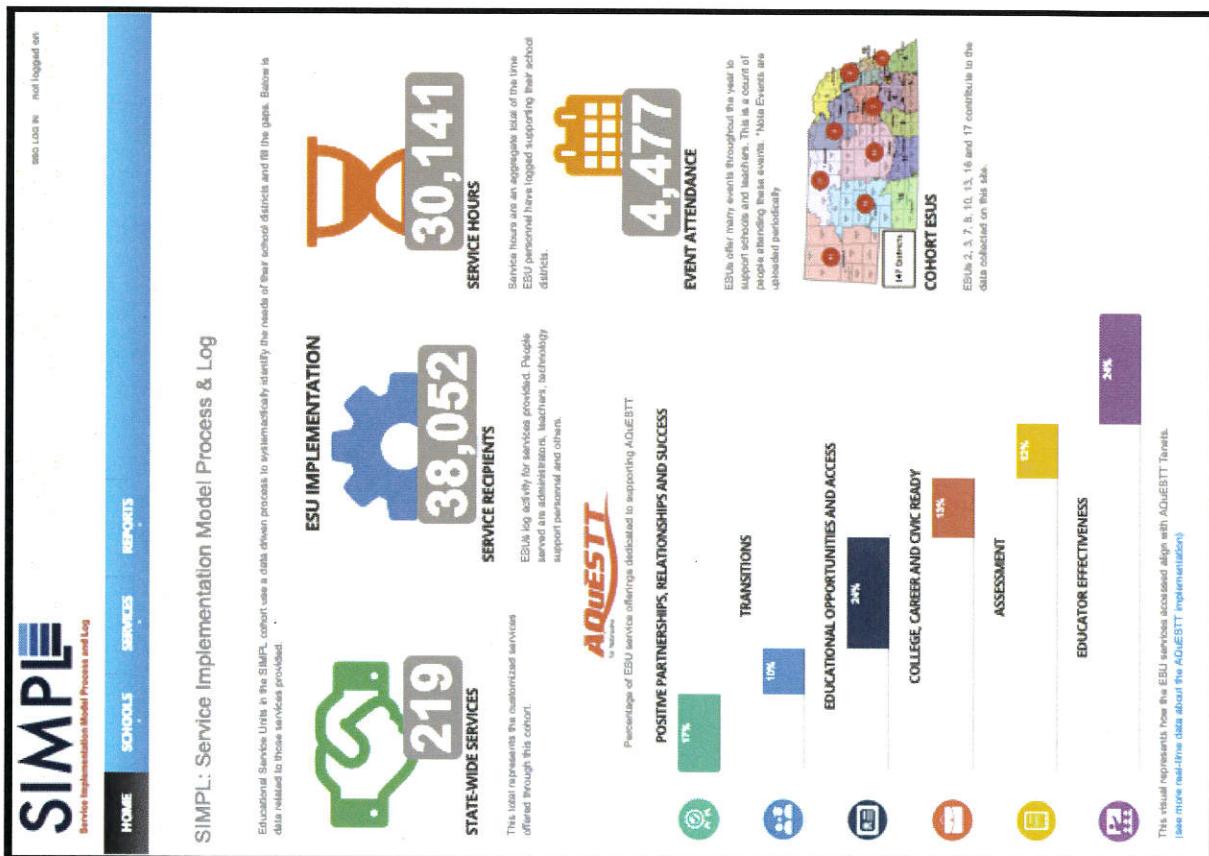 SIMPL
Service Implementation Model Process and Log
SISO LOG IN not logged on
HOME SCHOOLS SERVICES REPORTS
SIMPL: Service Implementation Model Process & Log
Educational Service Units in the SIMPL cohort use a data driven process to systematically identify the needs of their school districts and fill the gaps. Below is
data related to those services provided.
ESU IMPLEMENTATION
219
STATE-WIDE SERVICES
This total represents the customized services
offered through this cohort.
38,052
SERVICE RECIPIENTS
ESUs log activity for services provided. People
served are administrators, teachers, technology
support personnel and others.
30,141
SERVICE HOURS
Service hours are an aggregate total of the time
ESU personnel have logged supporting their school
districts.
AQuESTT
for Nebraska
Percentage of ESU service offerings dedicated to supporting AQuESTT
POSITIVE PARTNERSHIPS, RELATIONSHIPS AND SUCCESS
17%
TRANSITIONS
10%
EDUCATIONAL OPPORTUNITIES AND ACCESS
24%
COLLEGE, CAREER AND CIVIC READY
13%
ASSESSMENT
12%
EDUCATOR EFFECTIVENESS
24%
This visual represents how the ESU services accessed align with AQuESTT Tenets.
(see more real-time data about the AQuESTT implementation)
4,477
EVENT ATTENDANCE
ESUs offer many events throughout the year to
support schools and teachers. This is a count of
people attending these events. *Note Events are
uploaded periodically
147 Districts
COHORT ESUS
ESUs 2, 3, 7, 8, 10, 13, 16 and 17 contribute to the
data collected on this site.